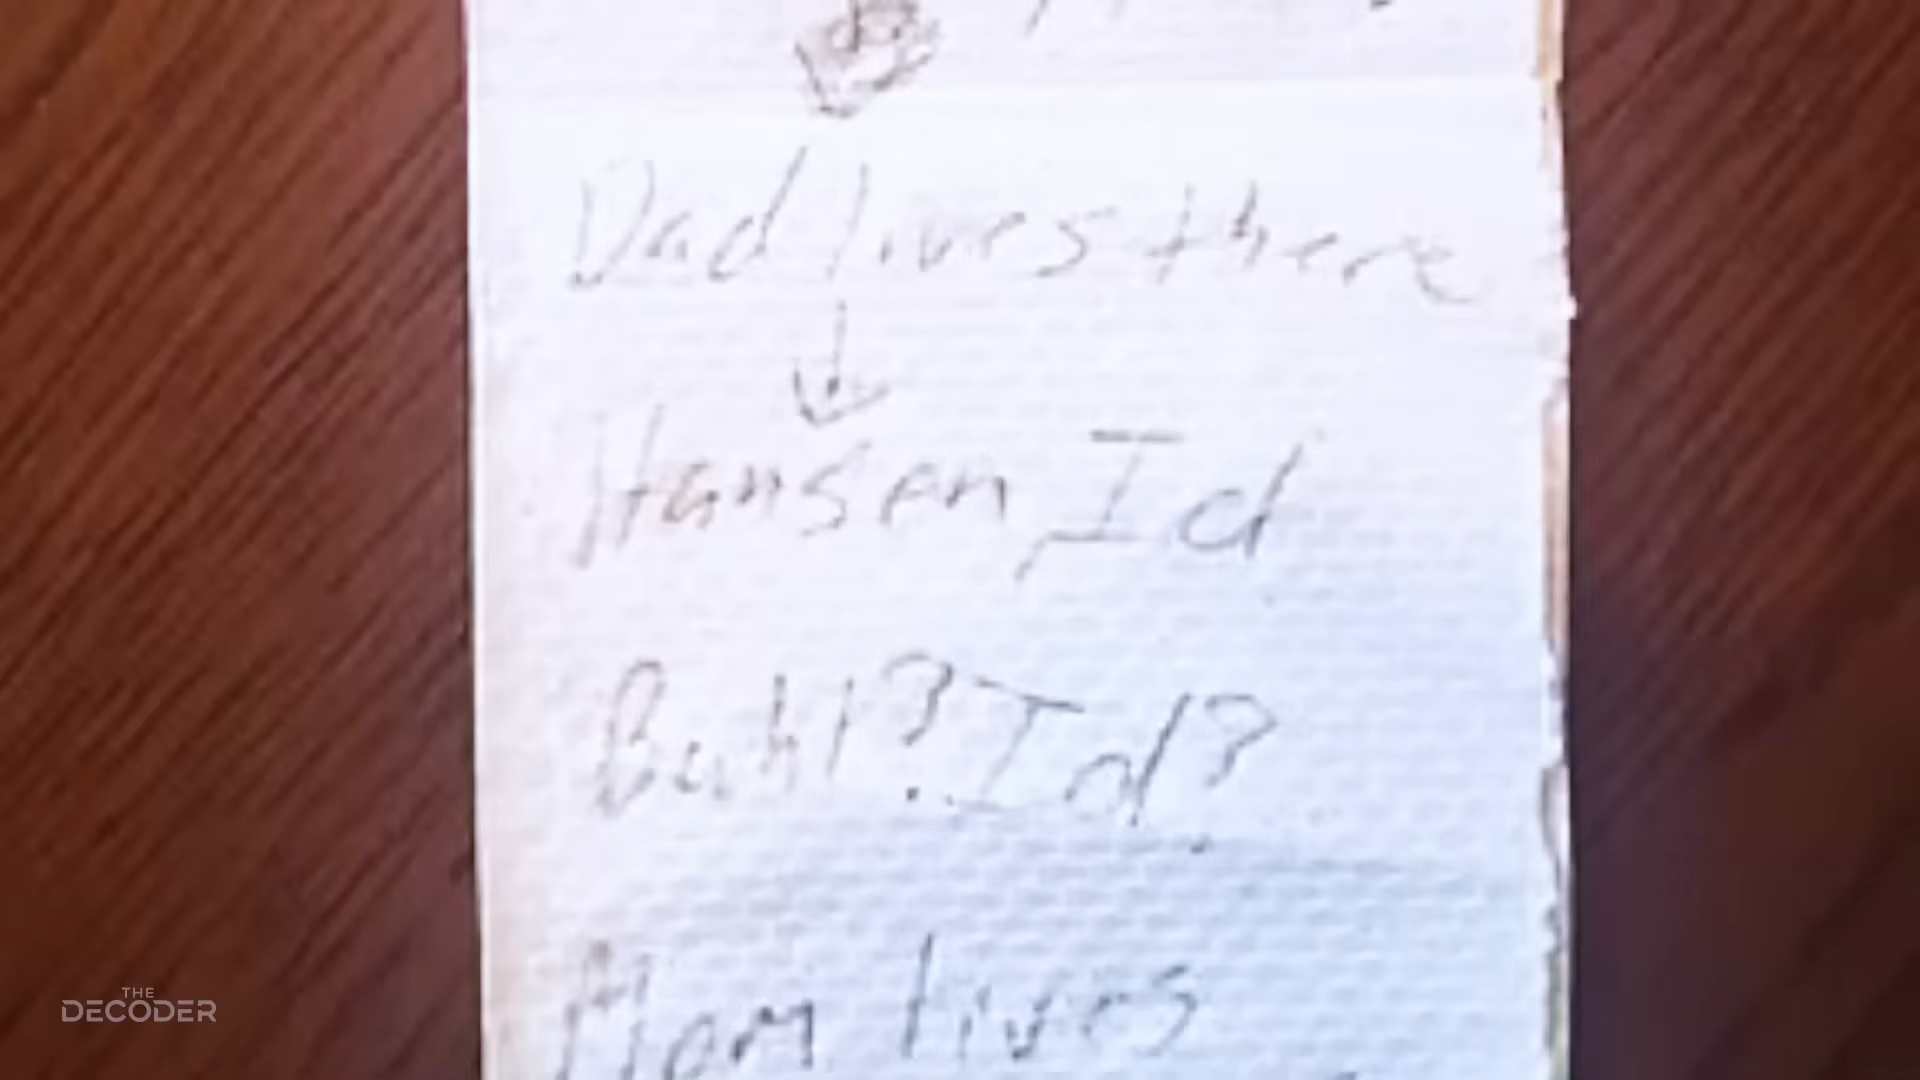 Dad lives there
Hansen, Id
Buhl? Id?
Mom lives
THE
DECODER